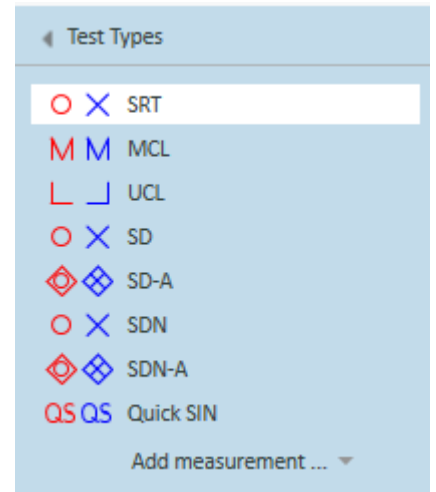 Test Types
SRT
M M MCL
UCL
SD
SD-A
SDN
SDN-A
QS QS Quick SIN
Add measurement ...